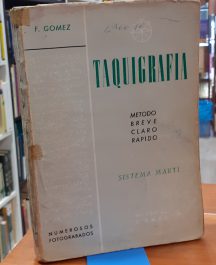 F. GOMEZ
TAQUIGRAFIA
METODO
BREVE
CLARO
RAPIDO
SISTEMA MARTI
NUMEROSOS
FOTOGRABADOS